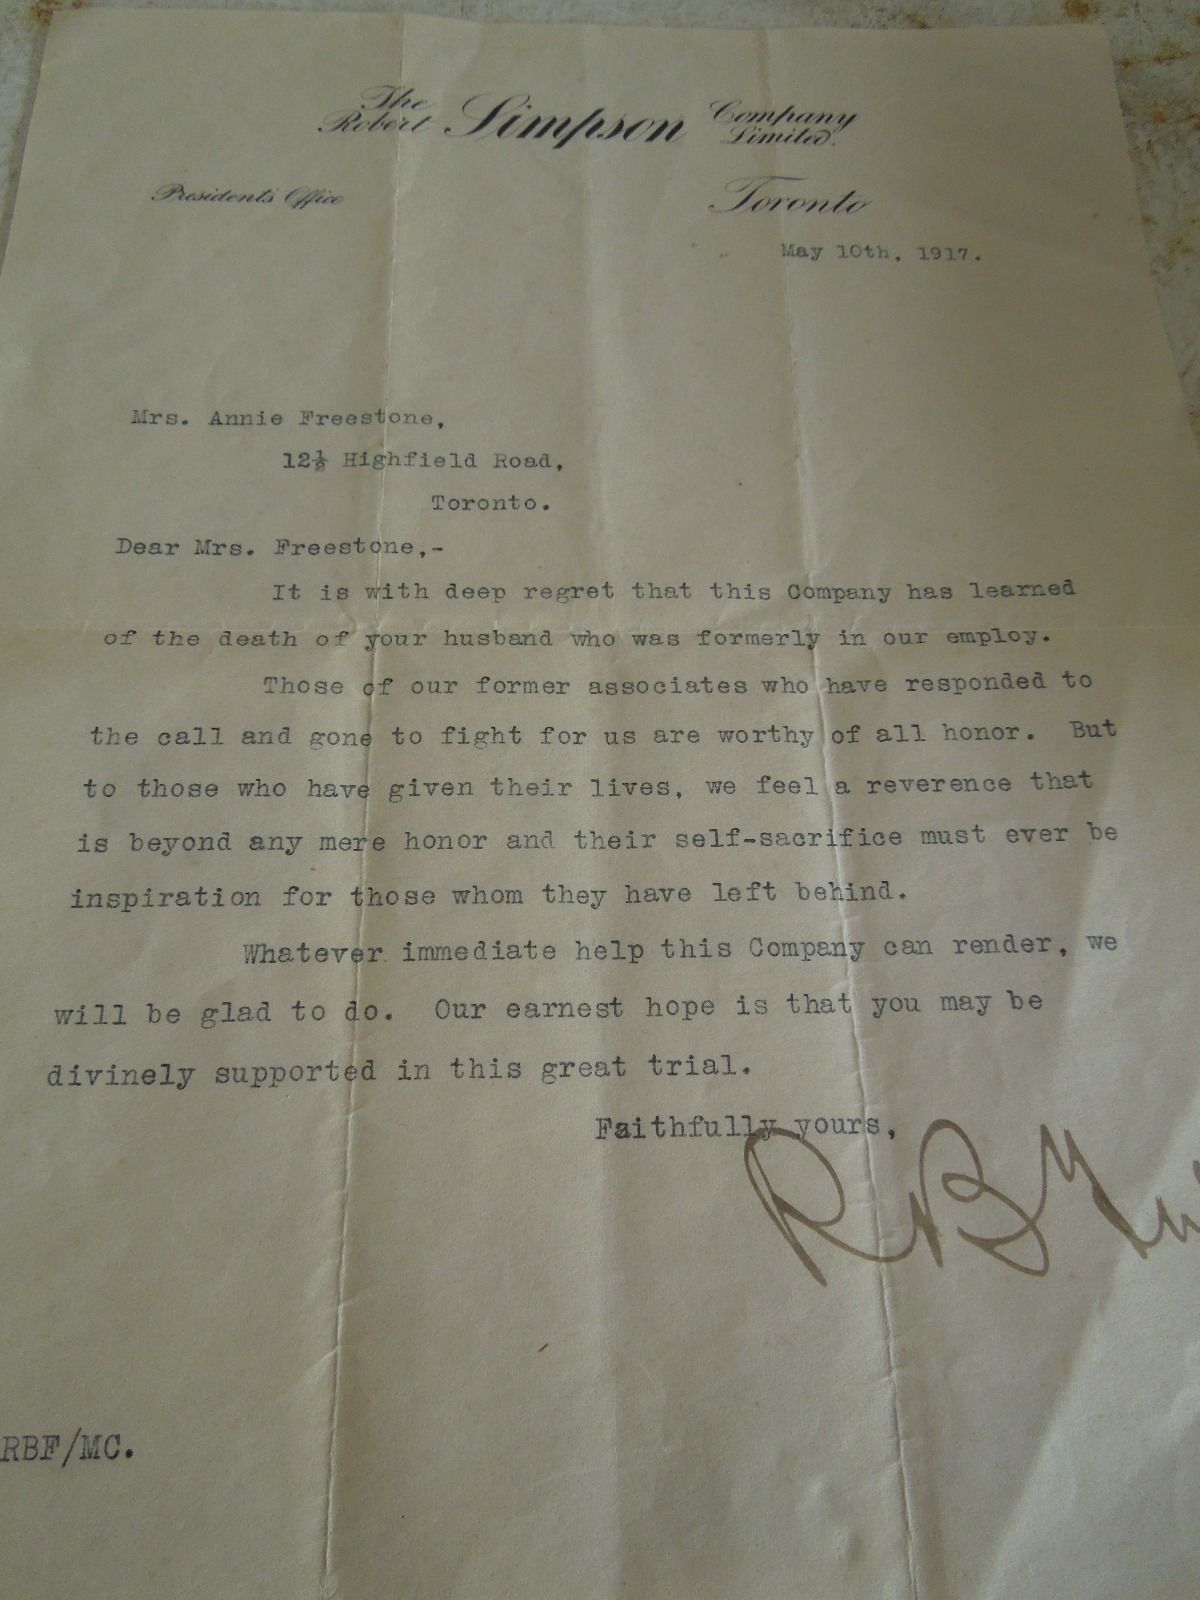 The Robert Simpson Company Limited.
President's Office
Toronto
May 10th, 1917.
Mrs. Annie Freestone,
12½ Highfield Road,
Toronto.
Dear Mrs. Freestone,-
It is with deep regret that this Company has learned
of the death of your husband who was formerly in our employ.
Those of our former associates who have responded to
the call and gone to fight for us are worthy of all honor. But
to those who have given their lives, we feel a reverence that
is beyond any mere honor and their self-sacrifice must ever be
inspiration for those whom they have left behind.
Whatever immediate help this Company can render, we
will be glad to do. Our earnest hope is that you may be
divinely supported in this great trial.
Faithfully yours,
R B
RBF/MC.